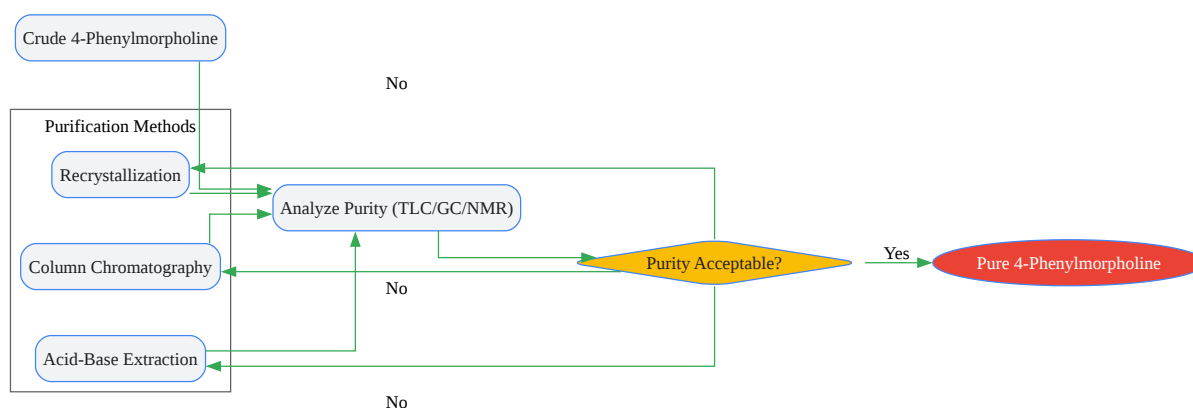 Crude 4-Phenylmorpholine
No
Purification Methods
Recrystallization
Analyze Purity (TLC/GC/NMR)
Column Chromatography
Purity Acceptable?
Yes
Pure 4-Phenylmorpholine
No
Acid-Base Extraction
No